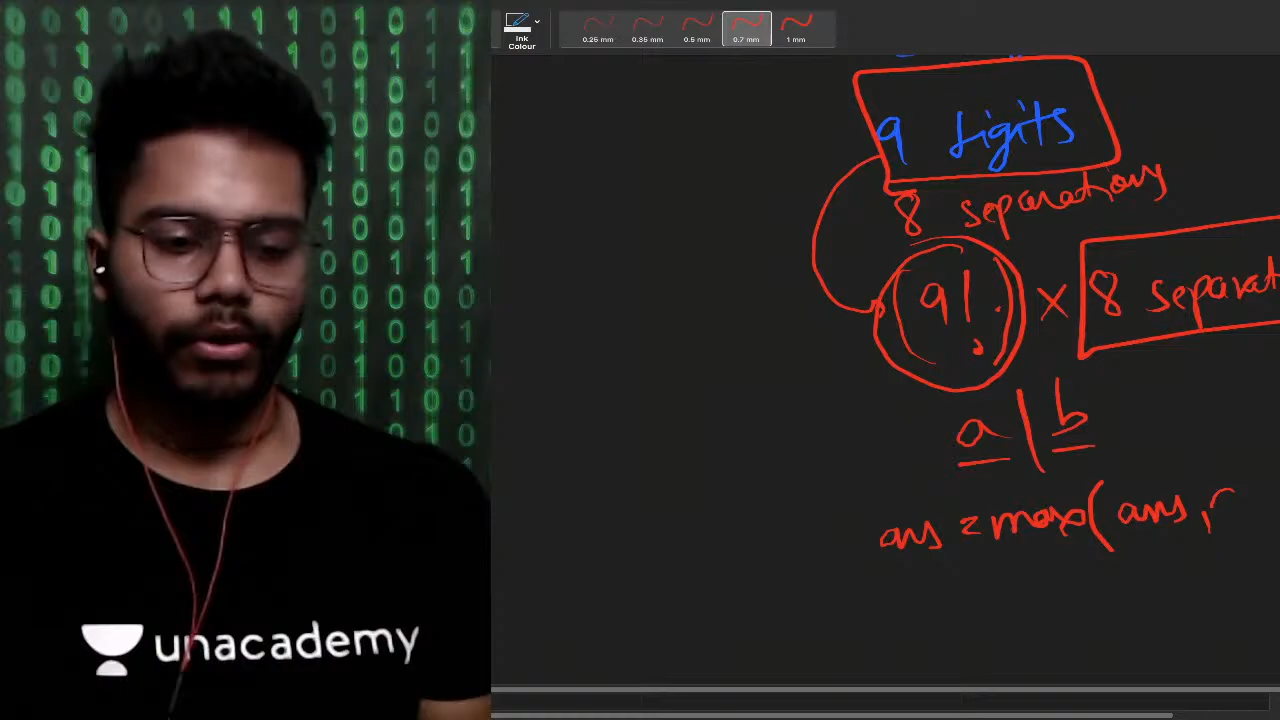 Ink
Colour
0.25 mm
0.35 mm
0.5 mm
0.7 mm
1 mm
9 digits
8 separations
9! × 8 separat
a | b
ans = max( ans,
unacademy